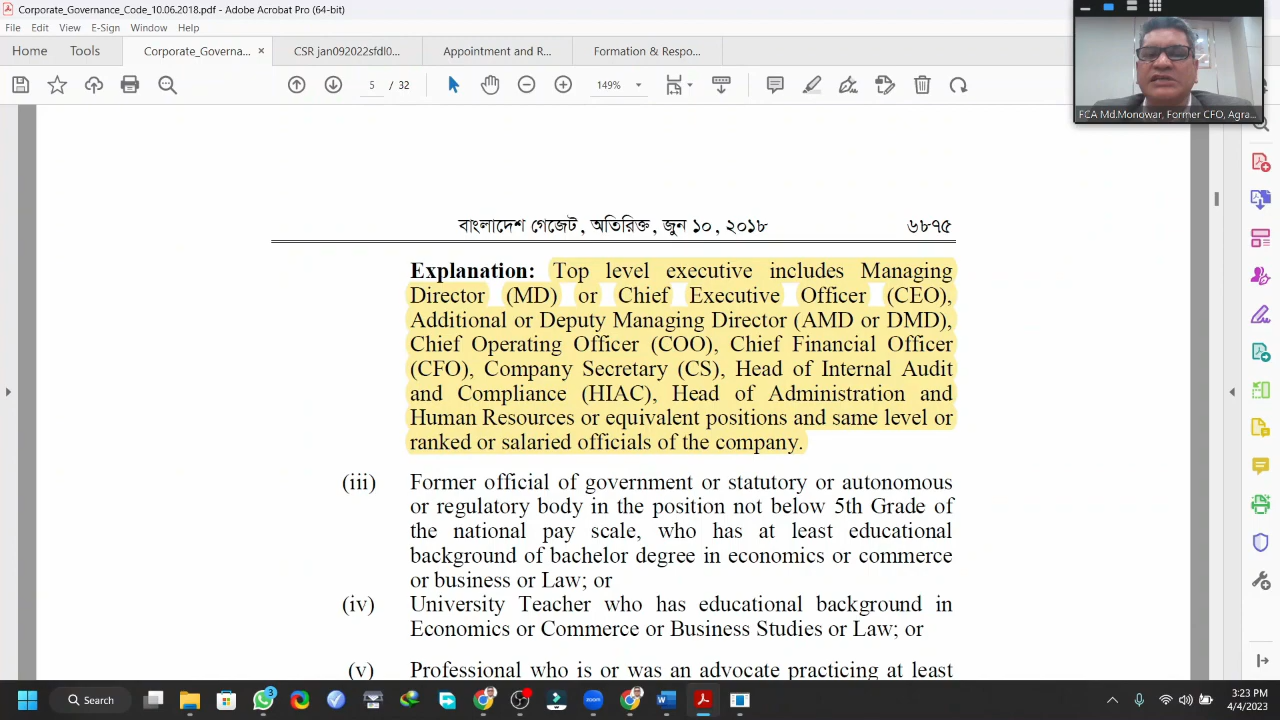 Corporate_Governance_Code_10.06.2018.pdf - Adobe Acrobat Pro (64-bit)
File Edit View E-Sign Window Help
Home Tools Corporate_Governa... × CSR jan092022sfdl0... Appointment and R... Formation & Respo...
5 / 32 149%
FCA Md.Monowar, Former CFO, Agra...
বাংলাদেশ গেজেট, অতিরিক্ত, জুন ১০, ২০১৮ ৬৮৭৫
Explanation: Top level executive includes Managing
Director (MD) or Chief Executive Officer (CEO),
Additional or Deputy Managing Director (AMD or DMD),
Chief Operating Officer (COO), Chief Financial Officer
(CFO), Company Secretary (CS), Head of Internal Audit
and Compliance (HIAC), Head of Administration and
Human Resources or equivalent positions and same level or
ranked or salaried officials of the company.
(iii) Former official of government or statutory or autonomous
or regulatory body in the position not below 5th Grade of
the national pay scale, who has at least educational
background of bachelor degree in economics or commerce
or business or Law; or
(iv) University Teacher who has educational background in
Economics or Commerce or Business Studies or Law; or
(v) Professional who is or was an advocate practicing at least
Search 3 3:23 PM
4/4/2023